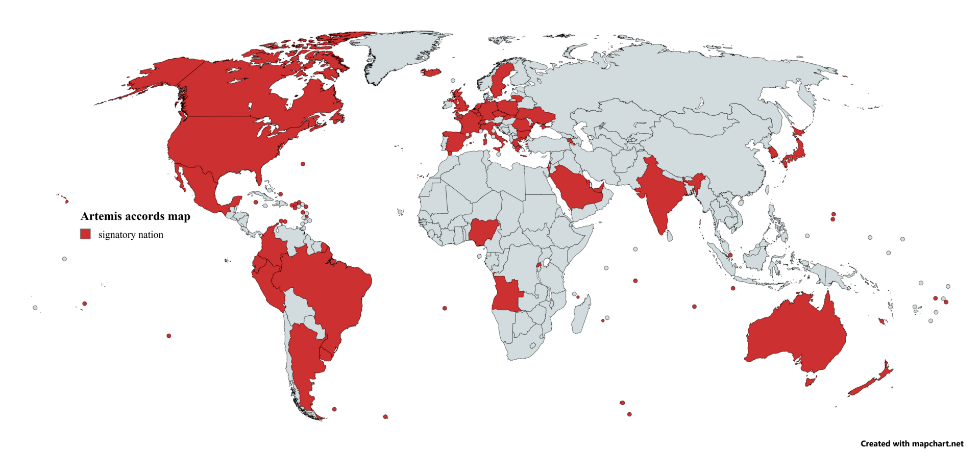 Artemis accords map
signatory nation
Created with mapchart.net